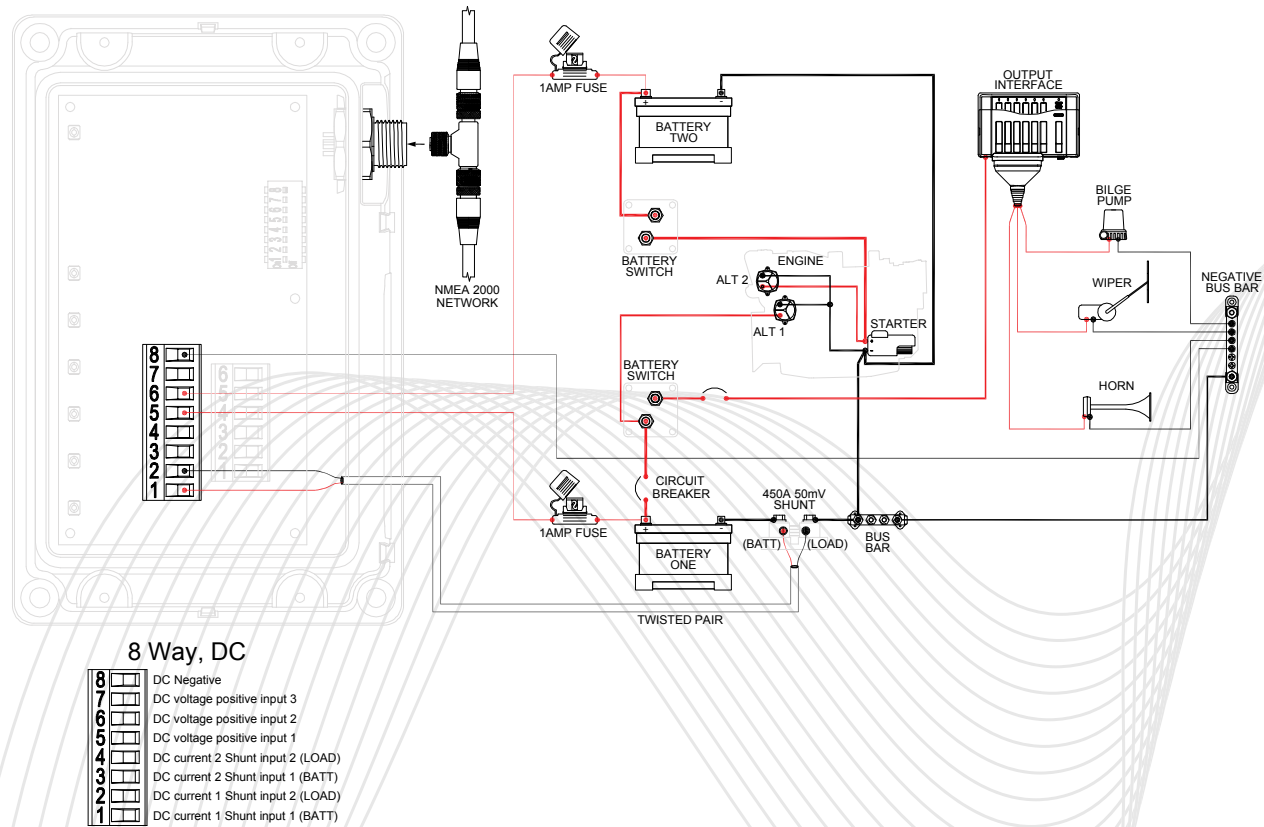 1AMP FUSE
BATTERY
TWO
OUTPUT
INTERFACE
BILGE
PUMP
NMEA 2000
NETWORK
BATTERY
SWITCH
ENGINE
ALT 2
ALT 1
STARTER
WIPER
NEGATIVE
BUS BAR
HORN
BATTERY
SWITCH
CIRCUIT
BREAKER
1AMP FUSE
BATTERY
ONE
450A 50mV
SHUNT
(BATT)
(LOAD)
BUS
BAR
TWISTED PAIR
8
7
6
5
4
3
2
1
6
5
4
3
2
1
8 Way, DC
8 DC Negative
7 DC voltage positive input 3
6 DC voltage positive input 2
5 DC voltage positive input 1
4 DC current 2 Shunt input 2 (LOAD)
3 DC current 2 Shunt input 1 (BATT)
2 DC current 1 Shunt input 2 (LOAD)
1 DC current 1 Shunt input 1 (BATT)